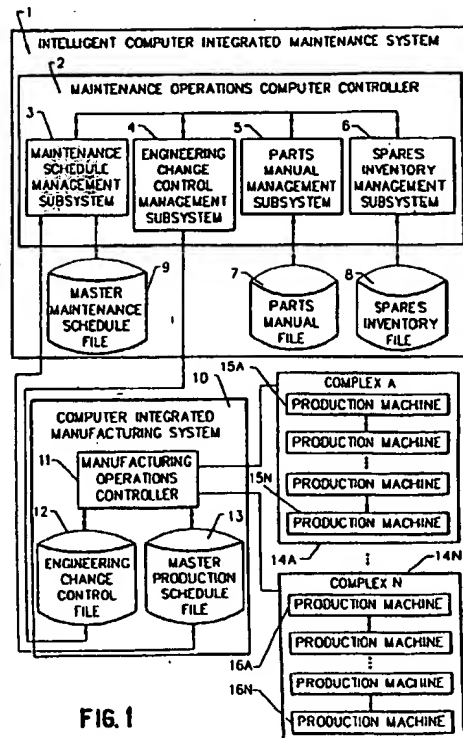 1
INTELLIGENT COMPUTER INTEGRATED MAINTENANCE SYSTEM
2
MAINTENANCE OPERATIONS COMPUTER CONTROLLER
3
4
5
6
MAINTENANCE
SCHEDULE
MANAGEMENT
SUBSYSTEM
ENGINEERING
CHANGE
CONTROL
MANAGEMENT
SUBSYSTEM
PARTS
MANUAL
MANAGEMENT
SUBSYSTEM
SPARES
INVENTORY
MANAGEMENT
SUBSYSTEM
9
7
8
MASTER
MAINTENANCE
SCHEDULE
FILE
PARTS
MANUAL
FILE
SPARES
INVENTORY
FILE
10
COMPUTER INTEGRATED
MANUFACTURING SYSTEM
11
MANUFACTURING
OPERATIONS
CONTROLLER
12
13
ENGINEERING
CHANGE
CONTROL
FILE
MASTER
PRODUCTION
SCHEDULE
FILE
15A
COMPLEX A
PRODUCTION MACHINE
PRODUCTION MACHINE
15N
PRODUCTION MACHINE
PRODUCTION MACHINE
14A
14N
COMPLEX N
PRODUCTION MACHINE
16A
PRODUCTION MACHINE
PRODUCTION MACHINE
16N
PRODUCTION MACHINE
FIG. 1